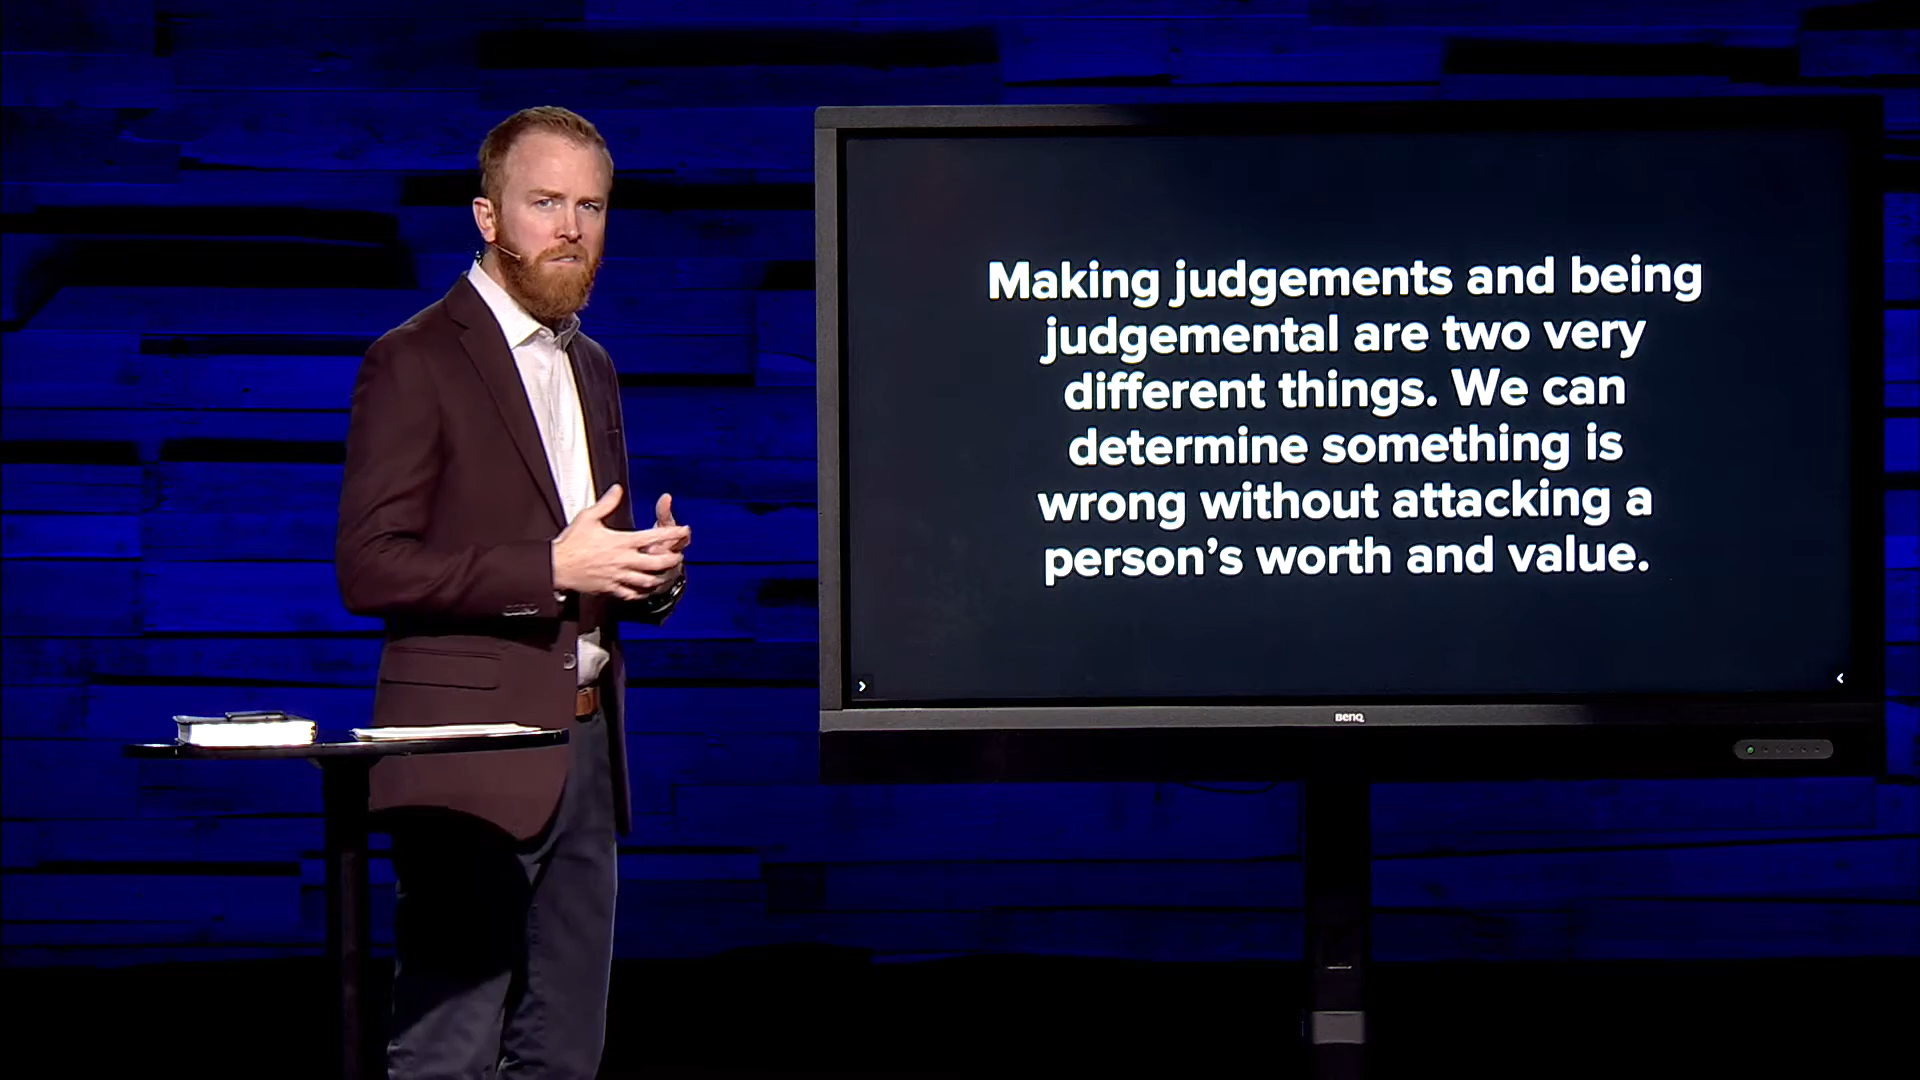 Making judgements and being
judgemental are two very
different things. We can
determine something is
wrong without attacking a
person’s worth and value.
BenQ